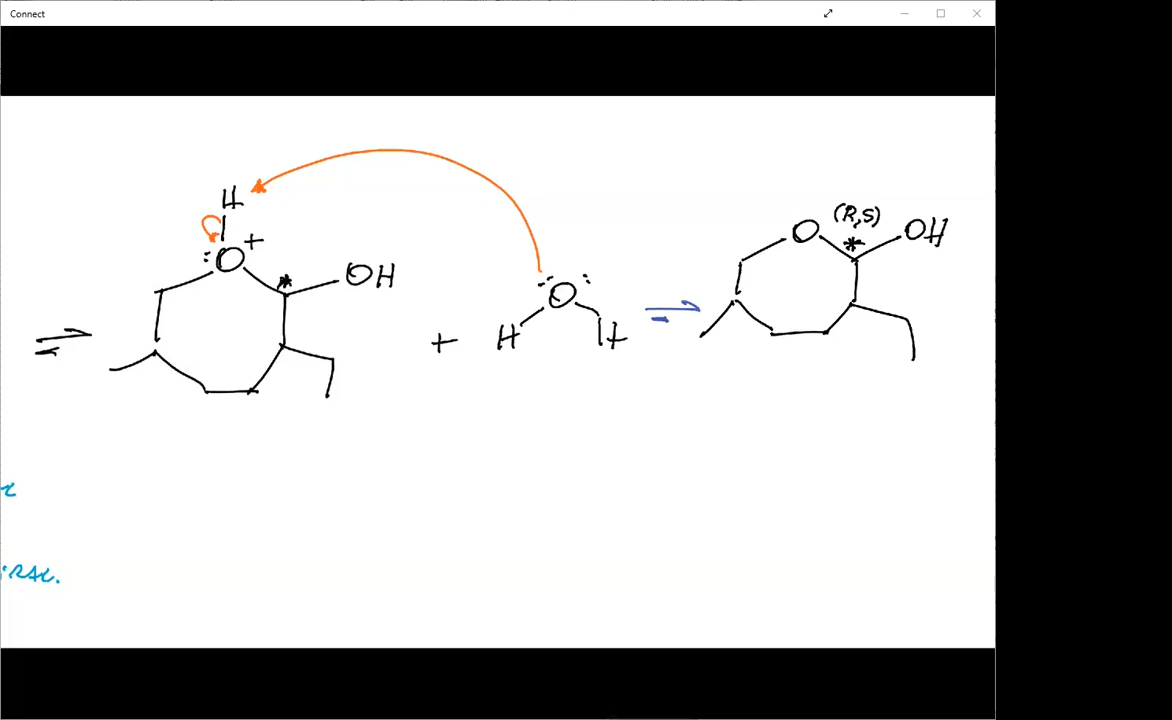 Connect
H
:O+
* OH
+
:O:
H H
O (R,S)
* OH